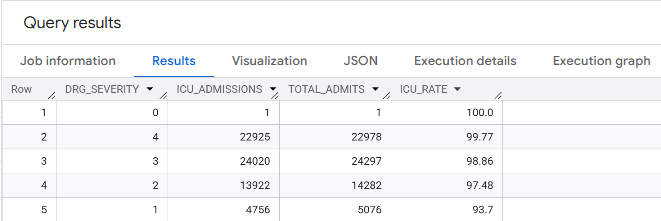 Query results
Job information Results Visualization JSON Execution details Execution graph
Row DRG_SEVERITY ICU_ADMISSIONS TOTAL_ADMITS ICU_RATE
1 0 1 1 100.0
2 4 22925 22978 99.77
3 3 24020 24297 98.86
4 2 13922 14282 97.48
5 1 4756 5076 93.7